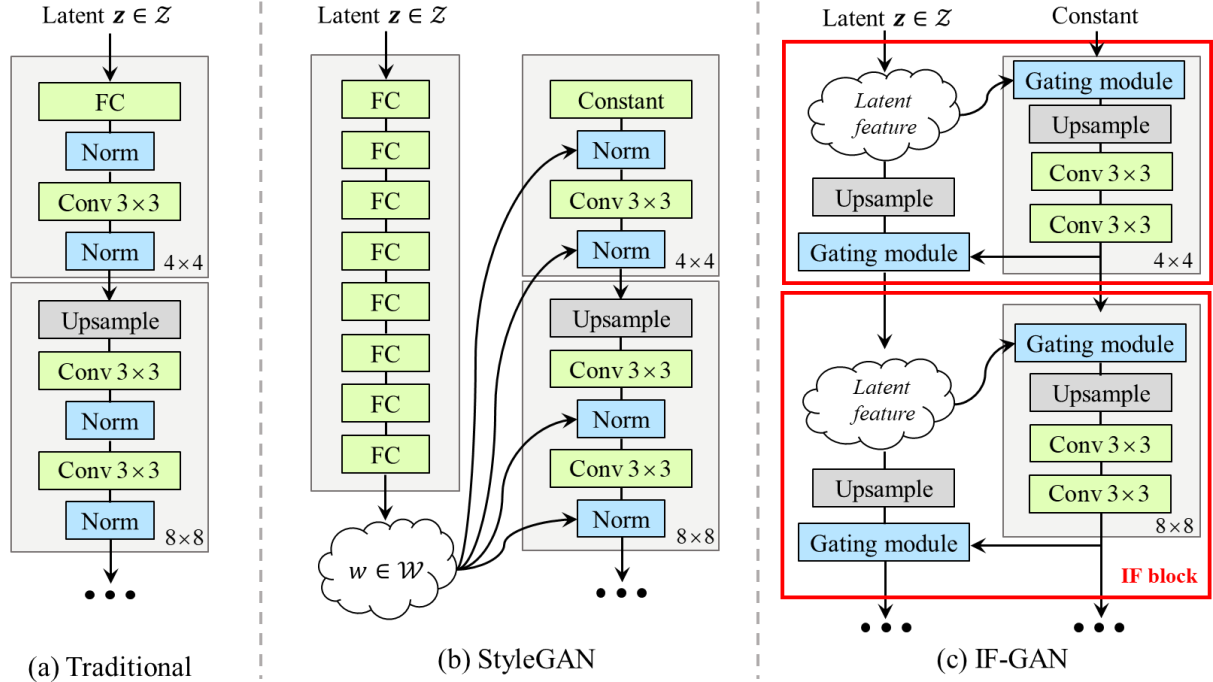 Latent z ∈ 𝒵
FC
Norm
Conv 3×3
Norm
4×4
Upsample
Conv 3×3
Norm
Conv 3×3
Norm
8×8
•••
(a) Traditional
Latent z ∈ 𝒵
FC
FC
FC
FC
FC
FC
FC
FC
w ∈ 𝒲
Constant
Norm
Conv 3×3
Norm
4×4
Upsample
Conv 3×3
Norm
Conv 3×3
Norm
8×8
•••
(b) StyleGAN
Latent z ∈ 𝒵
Latent
feature
Upsample
Gating module
Constant
Gating module
Upsample
Conv 3×3
Conv 3×3
4×4
Latent
feature
Upsample
Gating module
Gating module
Upsample
Conv 3×3
Conv 3×3
8×8
IF block
•••
•••
(c) IF-GAN